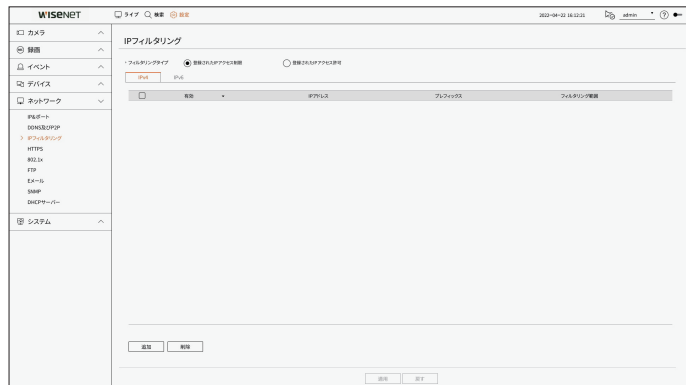 WISENET
ライブ 検索 設定
2022-04-22 16:12:21 admin ?
カメラ
録画
イベント
デバイス
ネットワーク
IP&ポート
DDNS及びP2P
IPフィルタリング
HTTPS
802.1x
FTP
Eメール
SNMP
DHCPサーバー
システム
IPフィルタリング
フィルタリングタイプ 登録されたIPアクセス制限 登録されたIPアクセス許可
IPv4 IPv6
有効 IPアドレス プレフィックス フィルタリング範囲
追加 削除
適用 戻す